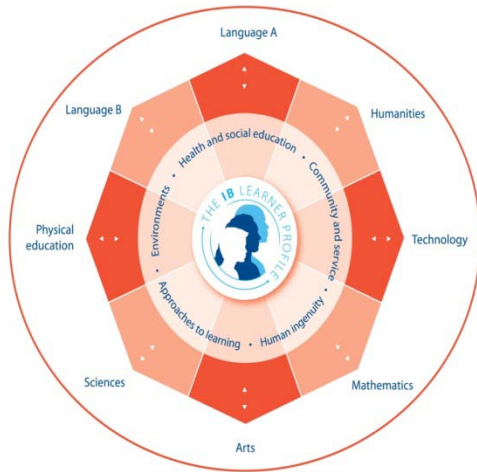 Language A
Language B
Humanities
Health and social education
•
Community and service
•
Human ingenuity
•
Approaches to learning
•
Environments
•
THE IB LEARNER PROFILE
Physical
education
Technology
Sciences
Mathematics
Arts